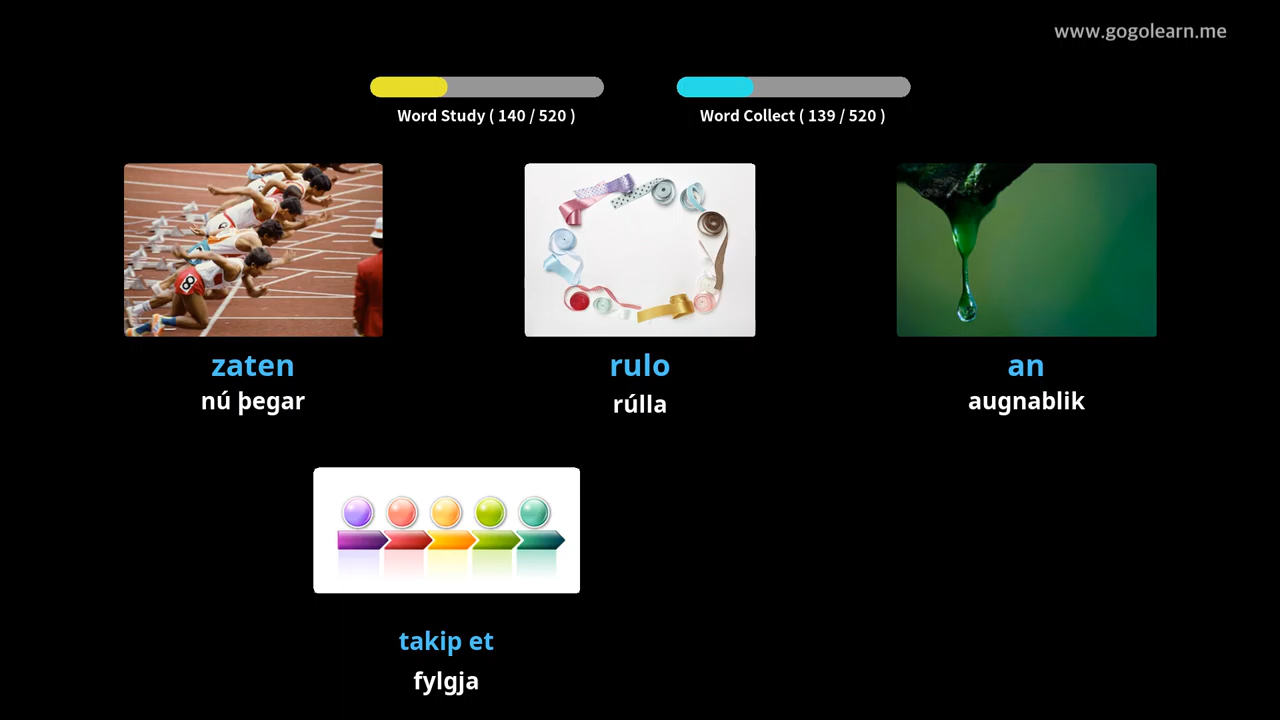 www.gogolearn.me
Word Study ( 140 / 520 )
Word Collect ( 139 / 520 )
8
zaten
nú þegar
rulo
rúlla
an
augnablik
takip et
fylgja